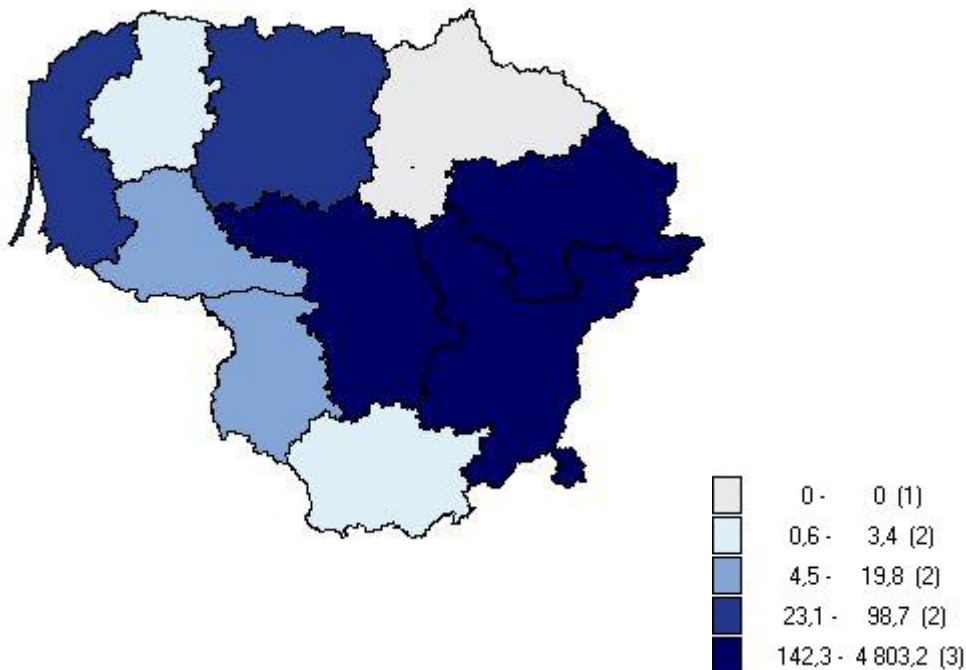 0 - 0 (1)
0,6 - 3,4 (2)
4,5 - 19,8 (2)
23,1 - 98,7 (2)
142,3 - 4 803,2 (3)